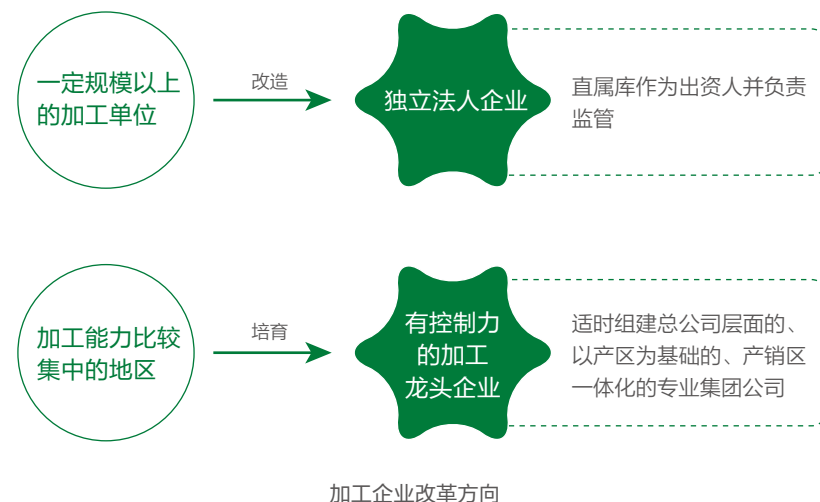 一定规模以上
的加工单位
改造
独立法人企业
直属库作为出资人并负责
监管
加工能力比较
集中的地区
培育
有控制力
的加工
龙头企业
适时组建总公司层面的、
以产区为基础的、产销区
一体化的专业集团公司
加工企业改革方向